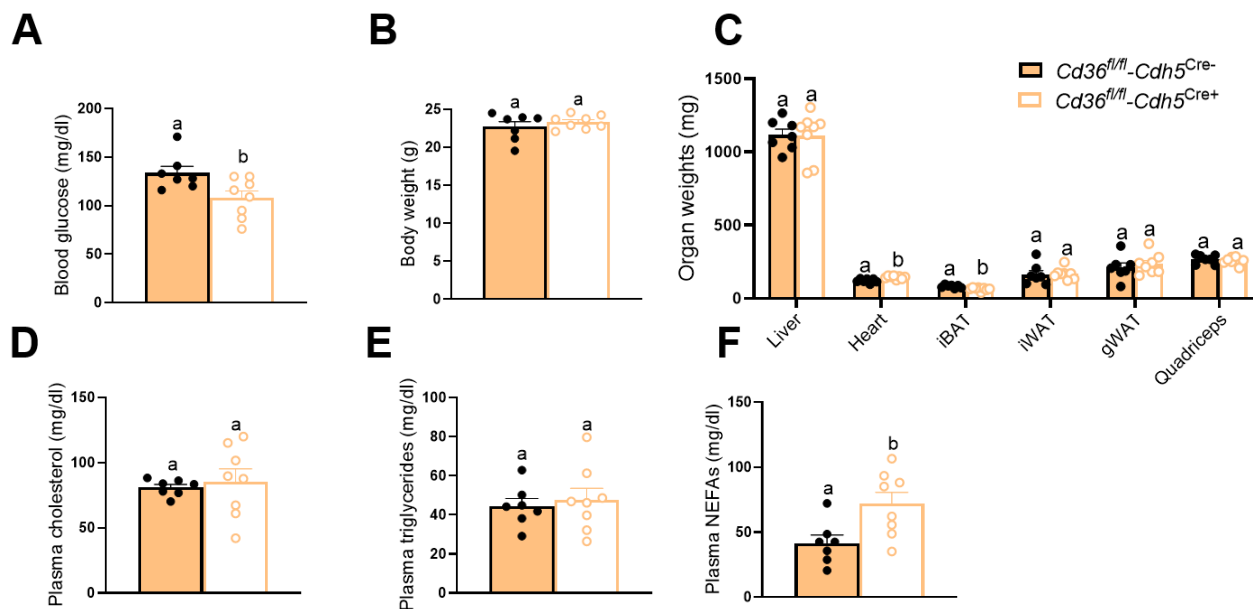 A
Blood glucose (mg/dl)
200
150
100
50
0
a
b
B
Body weight (g)
25
20
15
10
5
0
a
a
C
Cd36fl/fl-Cdh5Cre-
Cd36fl/fl-Cdh5Cre+
Organ weights (mg)
1500
1000
500
0
a a
a b
a b
a a
a a
a a
Liver
Heart
iBAT
iWAT
gWAT
Quadriceps
D
Plasma cholesterol (mg/dl)
150
100
50
0
a
a
E
Plasma triglycerides (mg/dl)
100
80
60
40
20
0
a
a
F
Plasma NEFAs (mg/dl)
150
100
50
0
a
b